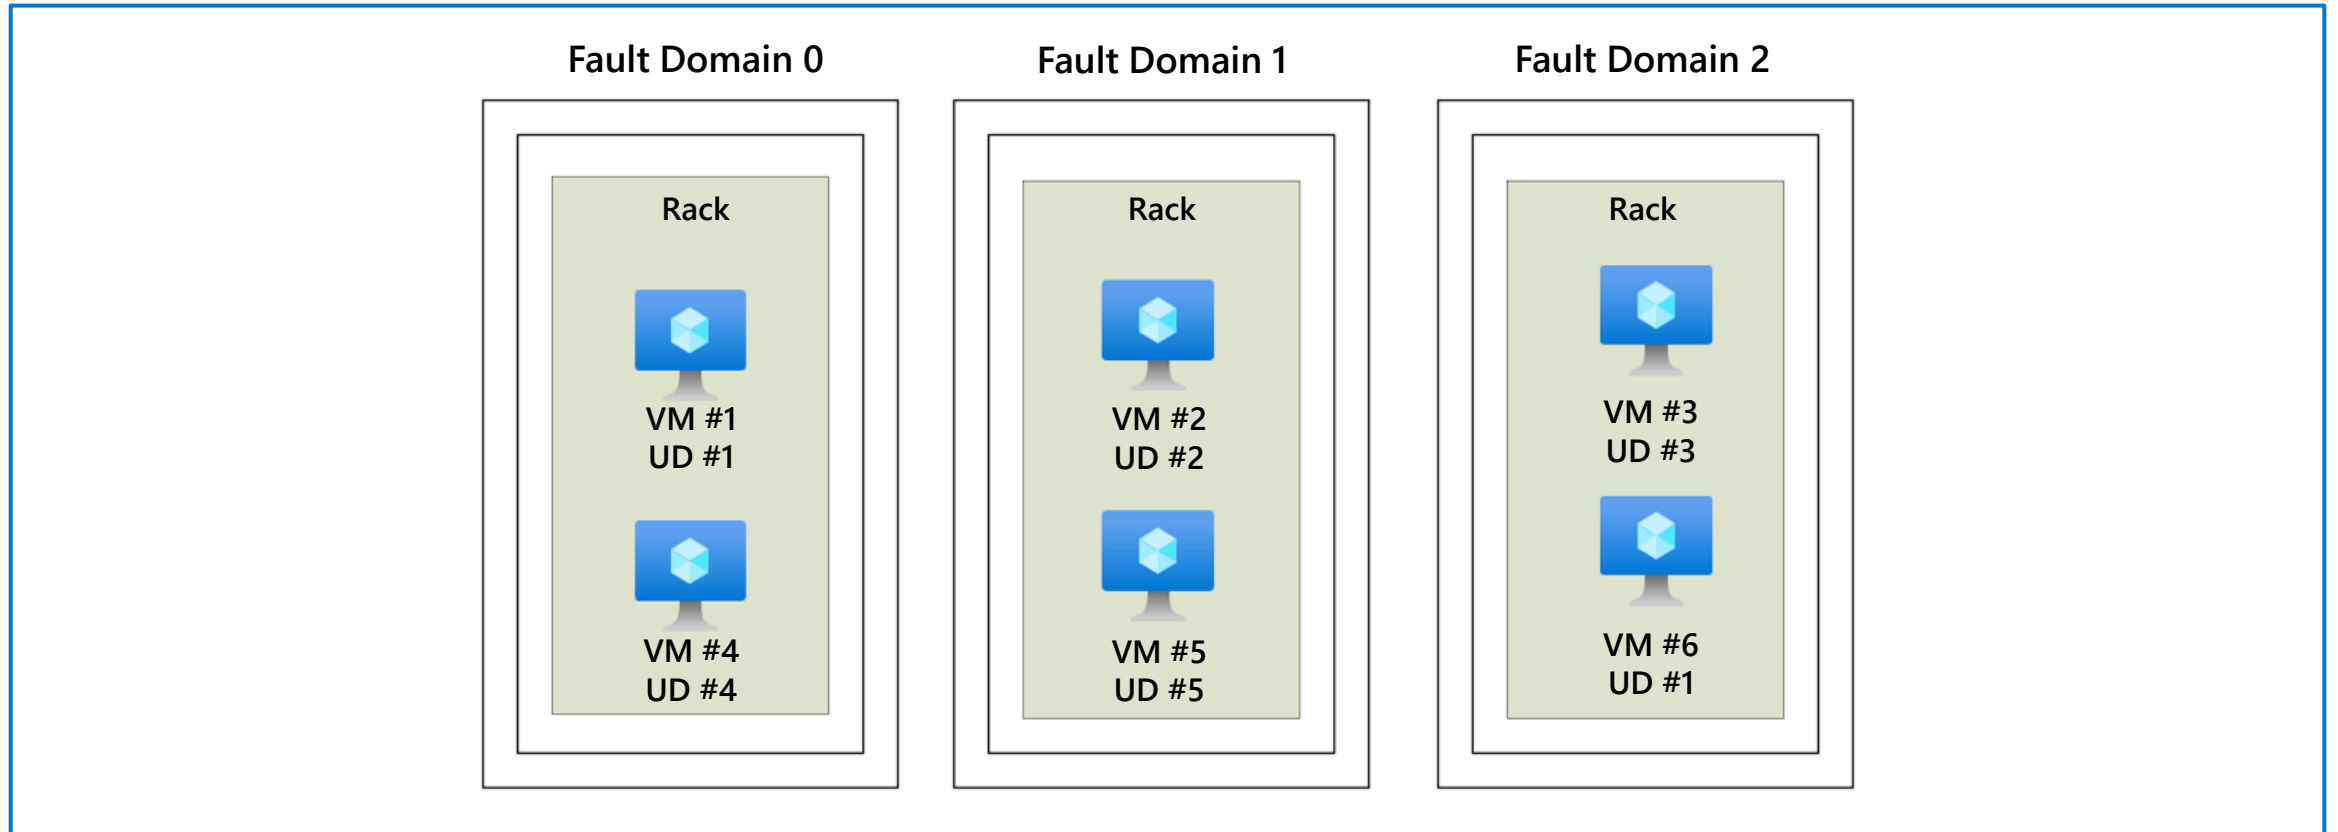 Fault Domain 0
Rack
VM #1
UD #1
VM #4
UD #4
Fault Domain 1
Rack
VM #2
UD #2
VM #5
UD #5
Fault Domain 2
Rack
VM #3
UD #3
VM #6
UD #1